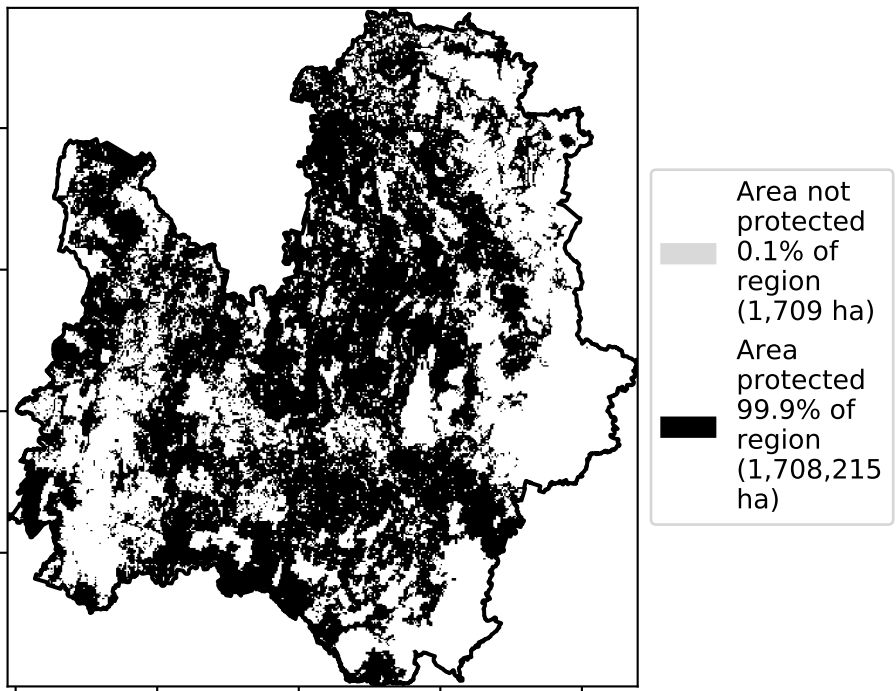 Area not
protected
0.1% of
region
(1,709 ha)
Area
protected
99.9% of
region
(1,708,215
ha)